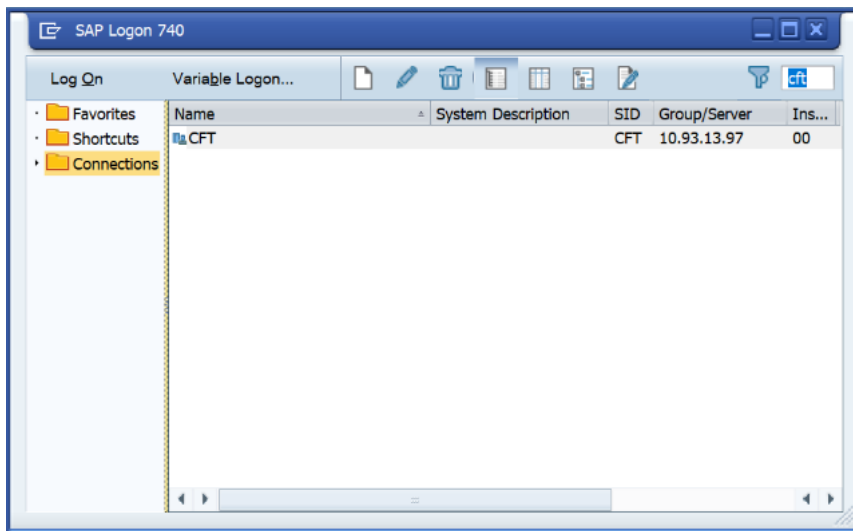 SAP Logon 740
Log On Variable Logon... cft
Favorites
Shortcuts
Connections
Name System Description SID Group/Server Ins...
CFT CFT 10.93.13.97 00